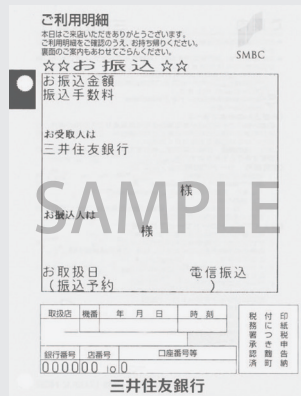 ご利用明細
本日はご来店いただきありがとうございます。
ご利用明細をご確認のうえ、お持ち帰りください。
裏面のご案内もあわせてごらんください。
SMBC
☆☆お振込☆☆
お振込金額
振込手数料
お受取人は
三井住友銀行
様
SAMPLE
お振込人は
様
お取扱日、 電信振込
(振込予約 )
取扱店 機番 年 月 日 時 刻
銀行番号 店番号 口座番号等
000000 10 0
印紙税申告納
付につき麹町
税務署承認済
三井住友銀行